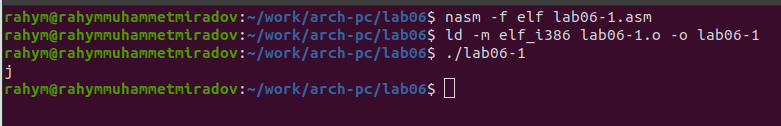 rahym@rahymmuhammetmiradov:~/work/arch-pc/lab06$ nasm -f elf lab06-1.asm
rahym@rahymmuhammetmiradov:~/work/arch-pc/lab06$ ld -m elf_i386 lab06-1.o -o lab06-1
rahym@rahymmuhammetmiradov:~/work/arch-pc/lab06$ ./lab06-1
j
rahym@rahymmuhammetmiradov:~/work/arch-pc/lab06$